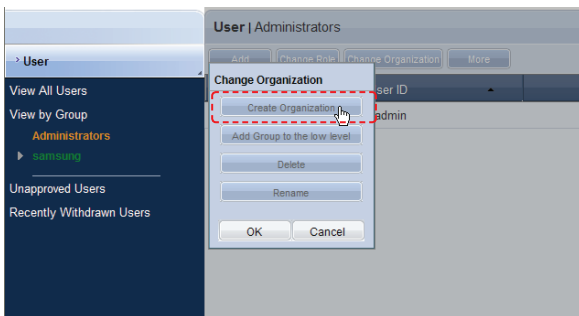 User | Administrators
User
Add Change Role Change Organization More
View All Users
View by Group
Administrators
samsung
Unapproved Users
Recently Withdrawn Users
Change Organization
Create Organization
Add Group to the low level
Delete
Rename
OK Cancel
ser ID
admin